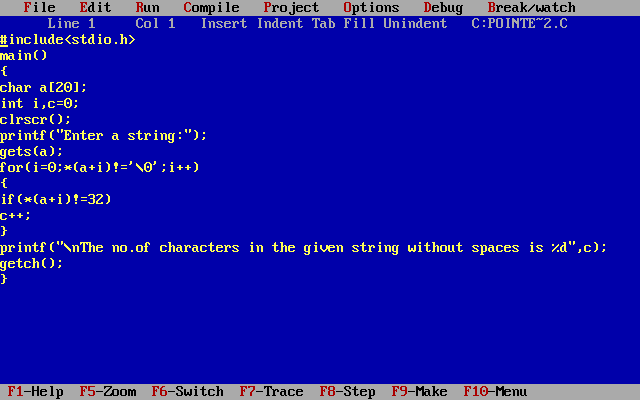 File Edit Run Compile Project Options Debug Break/watch
Line 1 Col 1 Insert Indent Tab Fill Unindent C:POINTE~2.C
#include<stdio.h>
main()
{
char a[20];
int i,c=0;
clrscr();
printf("Enter a string:");
gets(a);
for(i=0;*(a+i)!='\0';i++)
{
if(*(a+i)!=32)
c++;
}
printf("\nThe no.of characters in the given string without spaces is %d",c);
getch();
}
F1-Help F5-Zoom F6-Switch F7-Trace F8-Step F9-Make F10-Menu